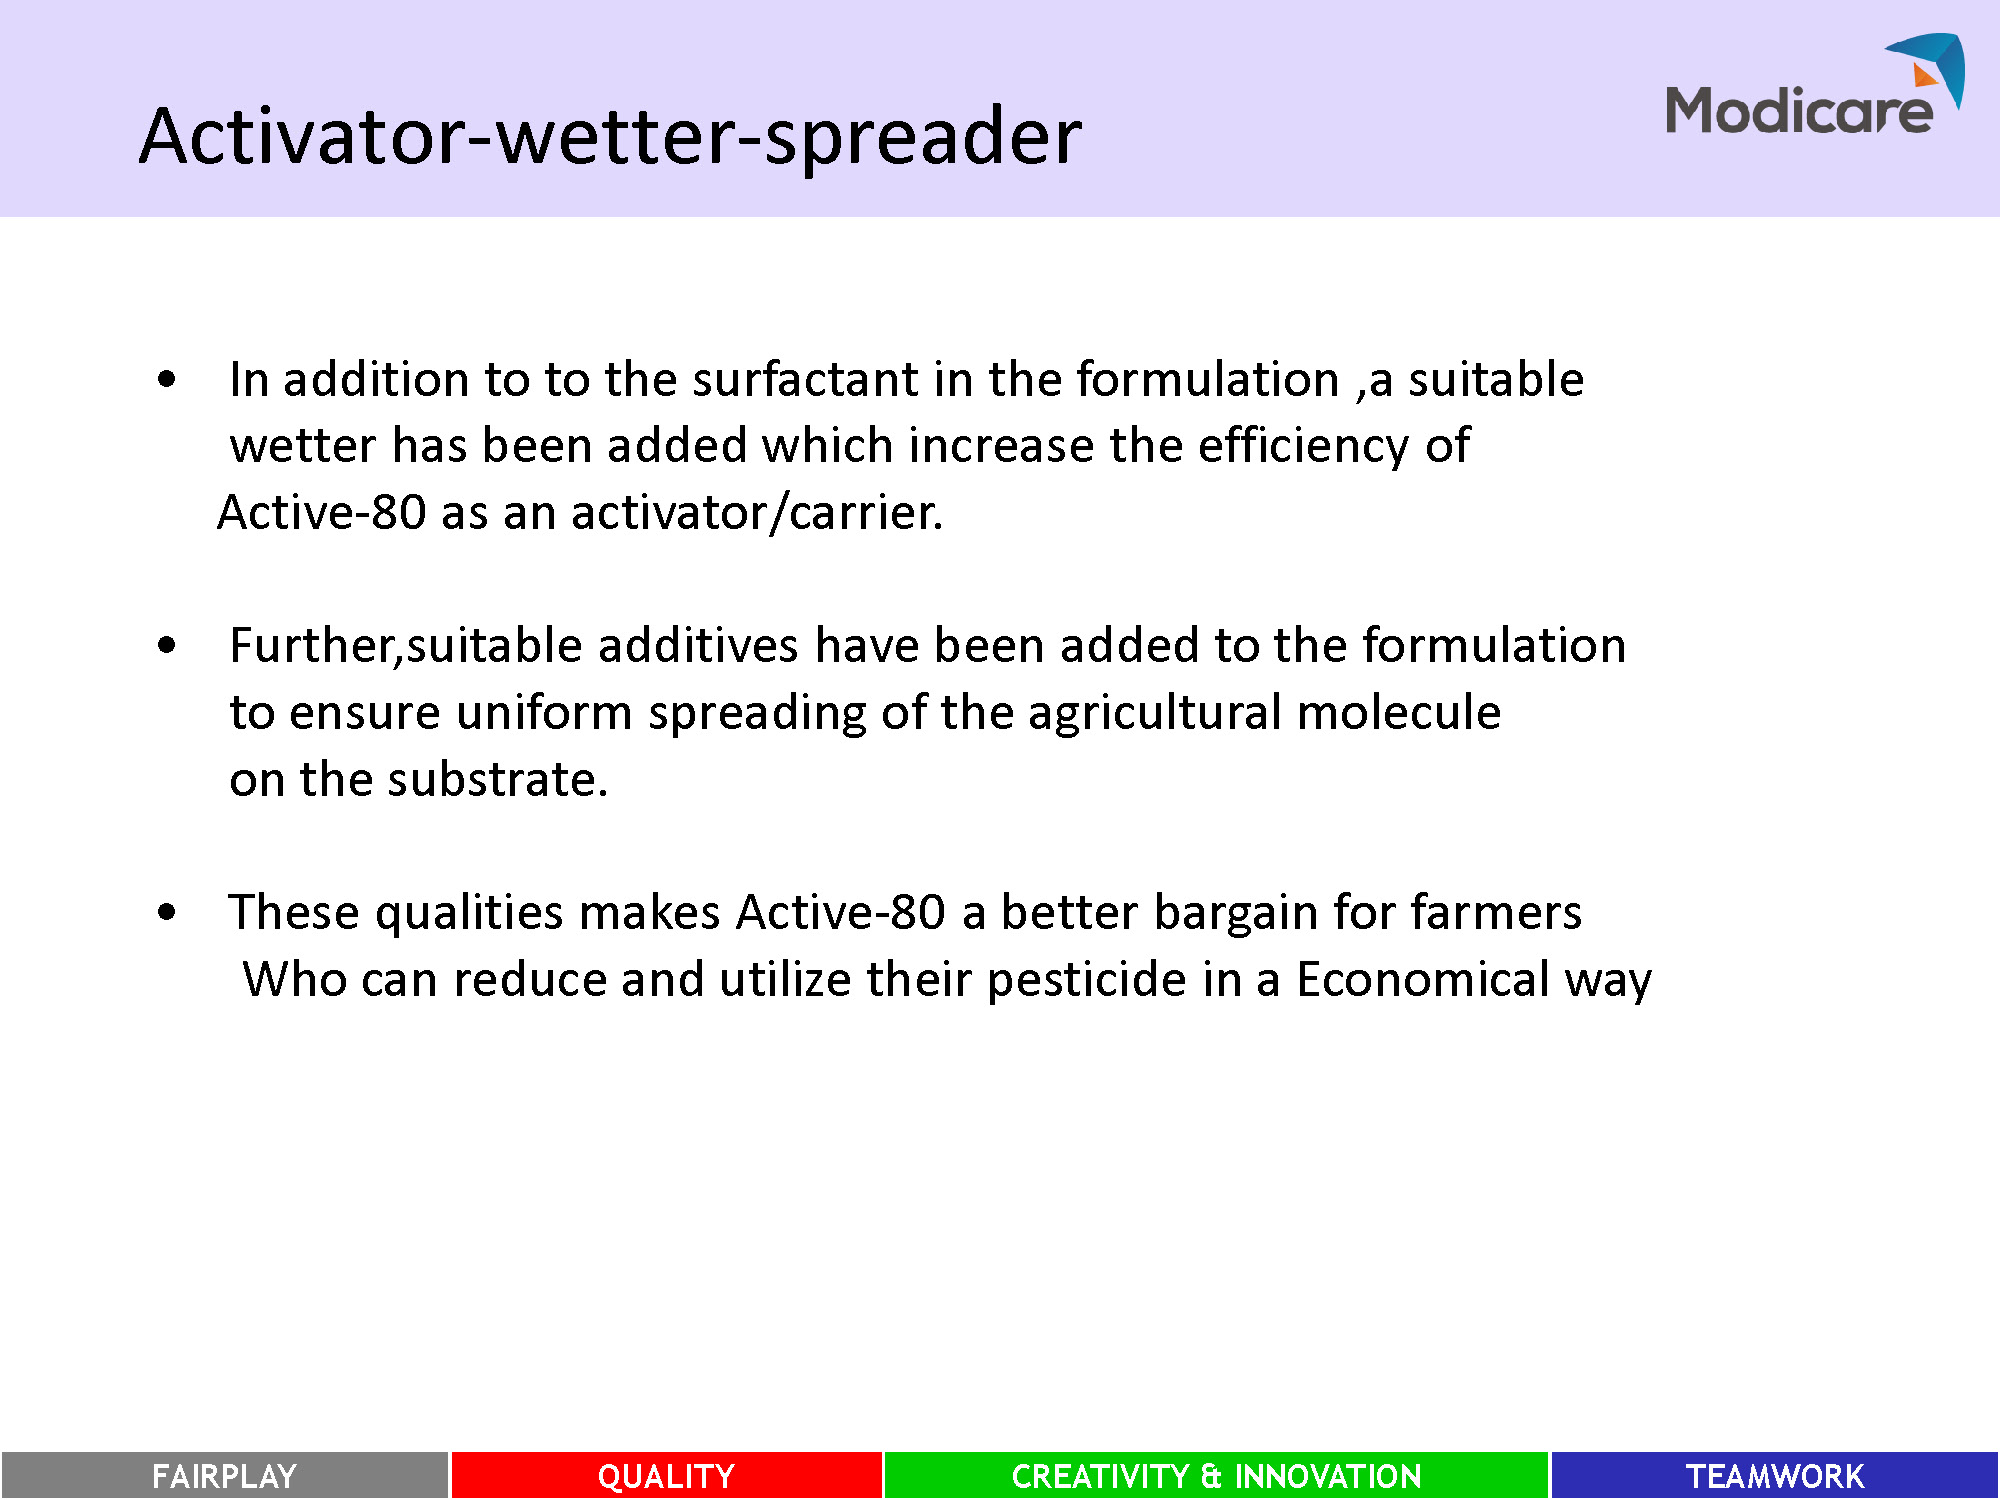 Activator-wetter-spreader
Modicare
• In addition to to the surfactant in the formulation ,a suitable
wetter has been added which increase the efficiency of
Active-80 as an activator/carrier.
• Further,suitable additives have been added to the formulation
to ensure uniform spreading of the agricultural molecule
on the substrate.
• These qualities makes Active-80 a better bargain for farmers
Who can reduce and utilize their pesticide in a Economical way
FAIRPLAY QUALITY CREATIVITY & INNOVATION TEAMWORK